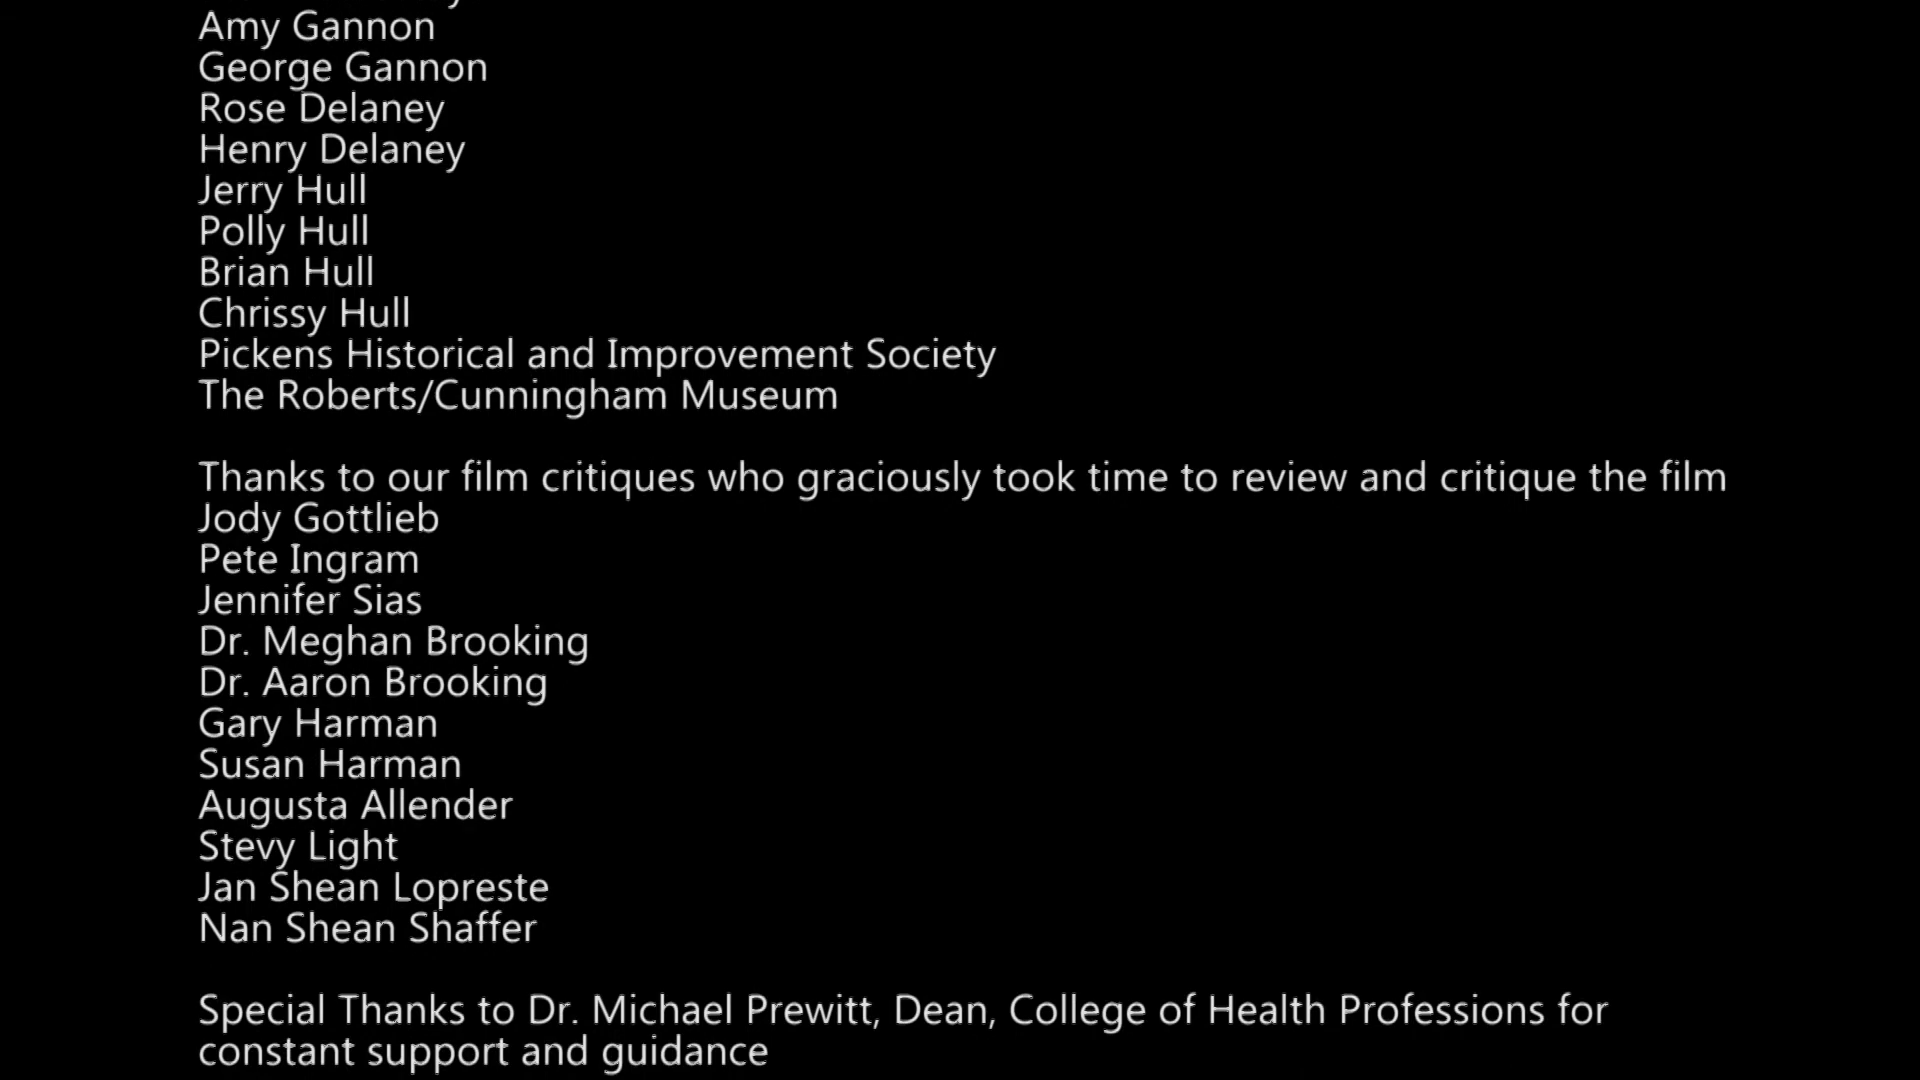 Amy Gannon
George Gannon
Rose Delaney
Henry Delaney
Jerry Hull
Polly Hull
Brian Hull
Chrissy Hull
Pickens Historical and Improvement Society
The Roberts/Cunningham Museum
Thanks to our film critiques who graciously took time to review and critique the film
Jody Gottlieb
Pete Ingram
Jennifer Sias
Dr. Meghan Brooking
Dr. Aaron Brooking
Gary Harman
Susan Harman
Augusta Allender
Stevy Light
Jan Shean Lopreste
Nan Shean Shaffer
Special Thanks to Dr. Michael Prewitt, Dean, College of Health Professions for
constant support and guidance